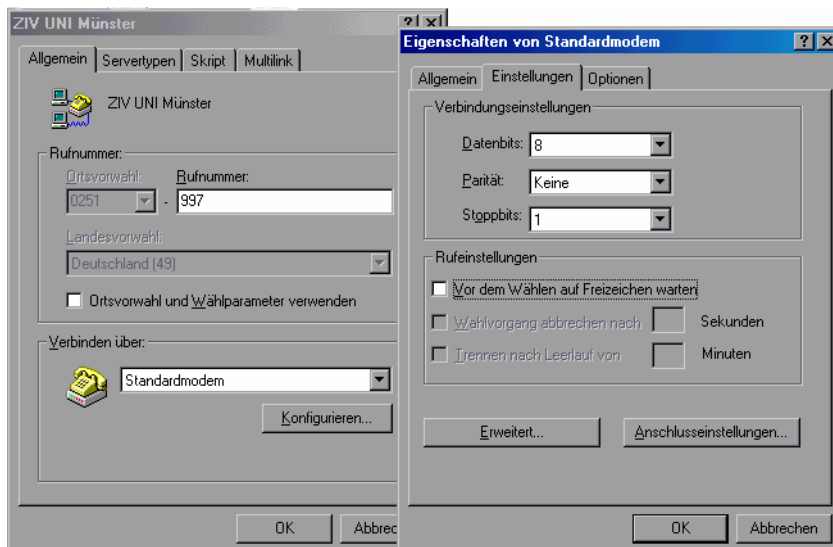 ZIV UNI Münster
Allgemein Servertypen Skript Multilink
ZIV UNI Münster
Rufnummer:
Ortsvorwahl: Rufnummer:
0251 - 997
Landesvorwahl:
Deutschland (49)
Ortsvorwahl und Wählparameter verwenden
Verbinden über:
Standardmodem
Konfigurieren...
OK Abbrec
Eigenschaften von Standardmodem
Allgemein Einstellungen Optionen
Verbindungseinstellungen
Datenbits: 8
Parität: Keine
Stoppbits: 1
Rufeinstellungen
Vor dem Wählen auf Freizeichen warten
Wahlvorgang abbrechen nach Sekunden
Trennen nach Leerlauf von Minuten
Erweitert... Anschlusseinstellungen...
OK Abbrechen